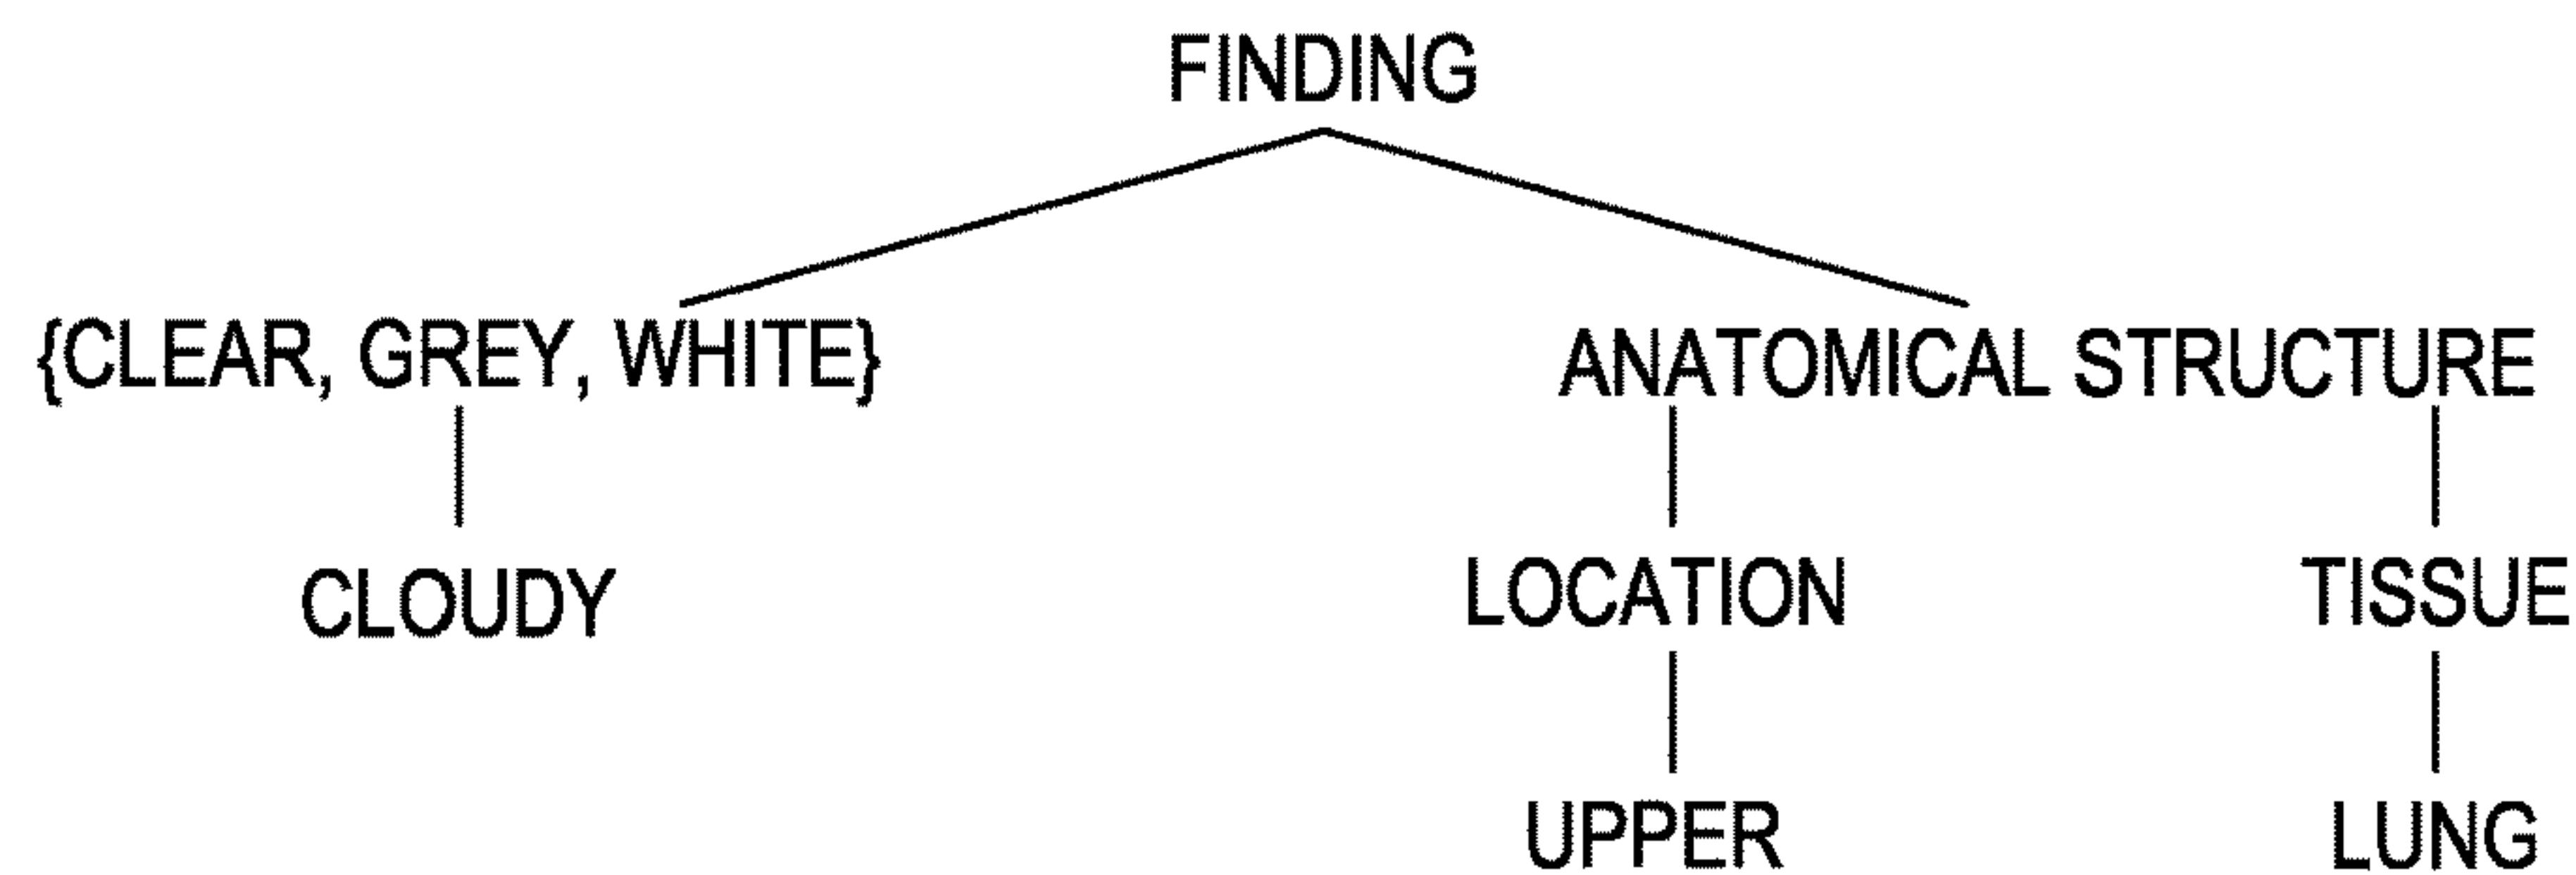 FINDING
{CLEAR, GREY, WHITE}
ANATOMICAL STRUCTURE
CLOUDY
LOCATION
TISSUE
UPPER
LUNG